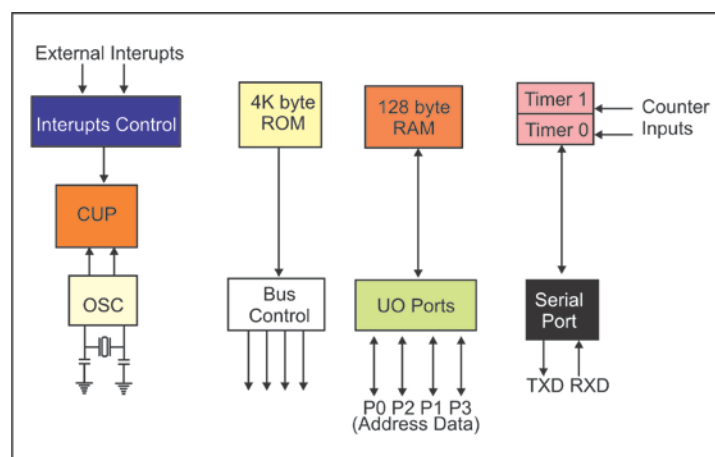 External Interupts
Interupts Control
CUP
OSC
4K byte
ROM
Bus
Control
128 byte
RAM
UO Ports
P0 P2 P1 P3
(Address Data)
Timer 1
Timer 0
Counter
Inputs
Serial
Port
TXD RXD